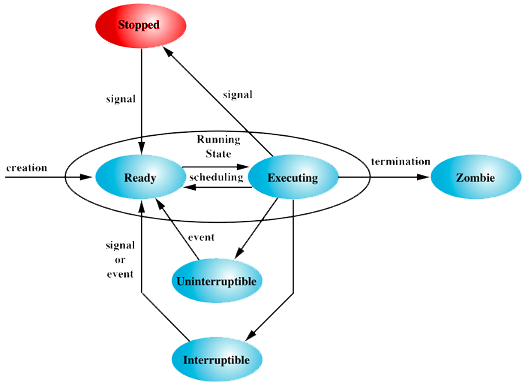 Stopped
signal
signal
Running
State
creation
Ready
scheduling
Executing
termination
Zombie
signal
or
event
event
Uninterruptible
Interruptible